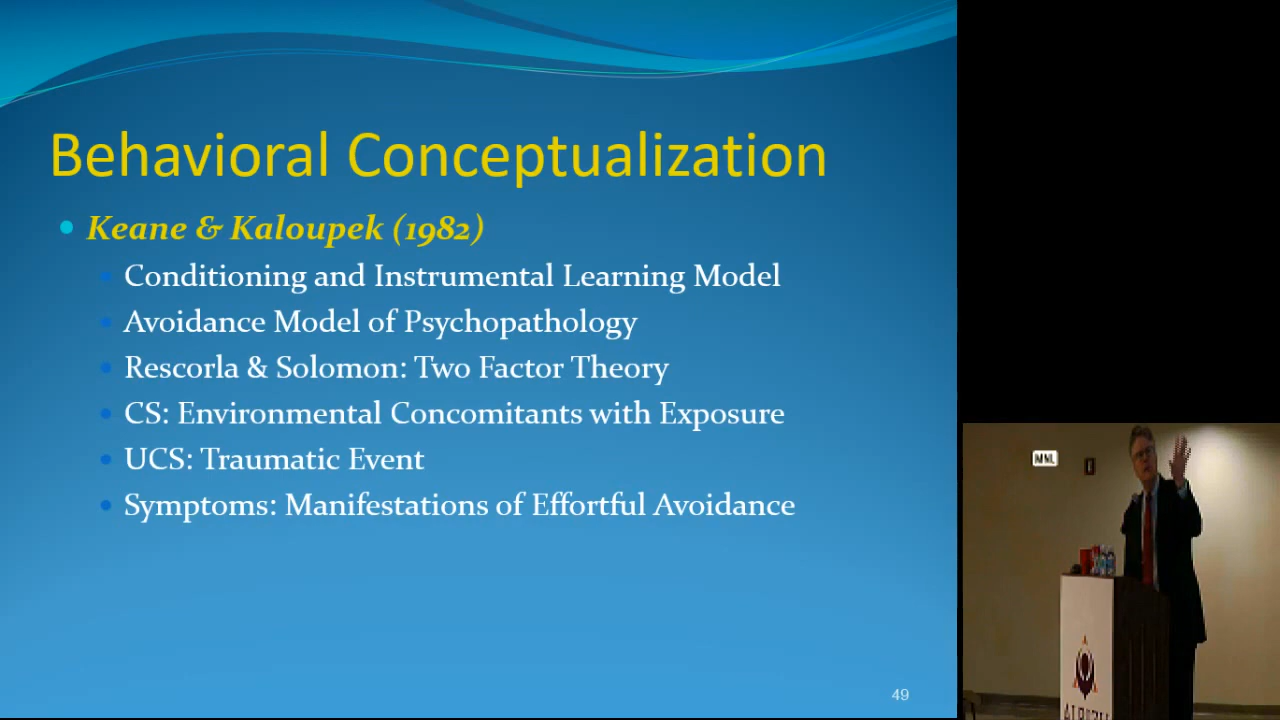 Behavioral Conceptualization
Keane & Kaloupek (1982)
Conditioning and Instrumental Learning Model
Avoidance Model of Psychopathology
Rescorla & Solomon: Two Factor Theory
CS: Environmental Concomitants with Exposure
UCS: Traumatic Event
Symptoms: Manifestations of Effortful Avoidance
49